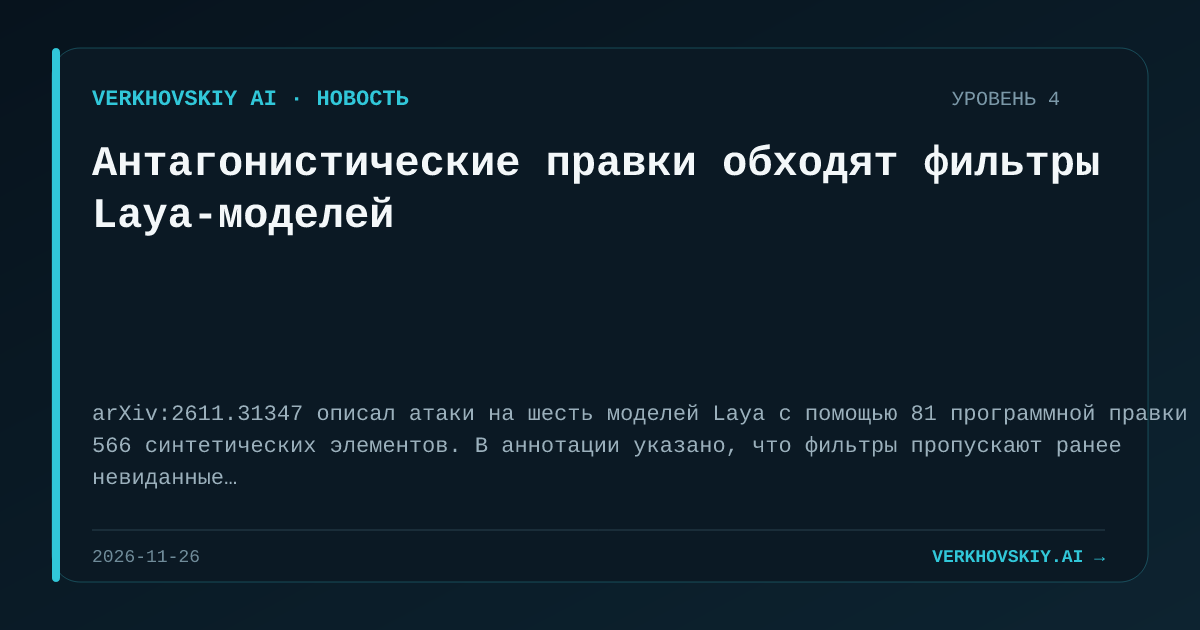 VERKHOVSKIY AI · НОВОСТЬ
УРОВЕНЬ 4
Антагонистические правки обходят фильтры
Laya-моделей
arXiv:2611.31347 описал атаки на шесть моделей Laya с помощью 81 программной правки
566 синтетических элементов. В аннотации указано, что фильтры пропускают ранее
невиданные…
2026-11-26
VERKHOVSKIY.AI →